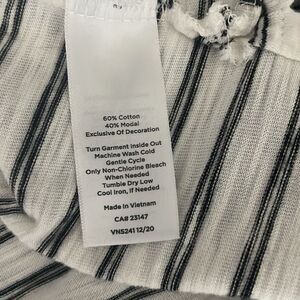 60% Cotton
40% Modal
Exclusive Of Decoration
Turn Garment Inside Out
Machine Wash Cold
Gentle Cycle
Only Non-Chlorine Bleach
When Needed
Tumble Dry Low
Cool Iron, If Needed
Made In Vietnam
CA# 23147
VNS241 12/20